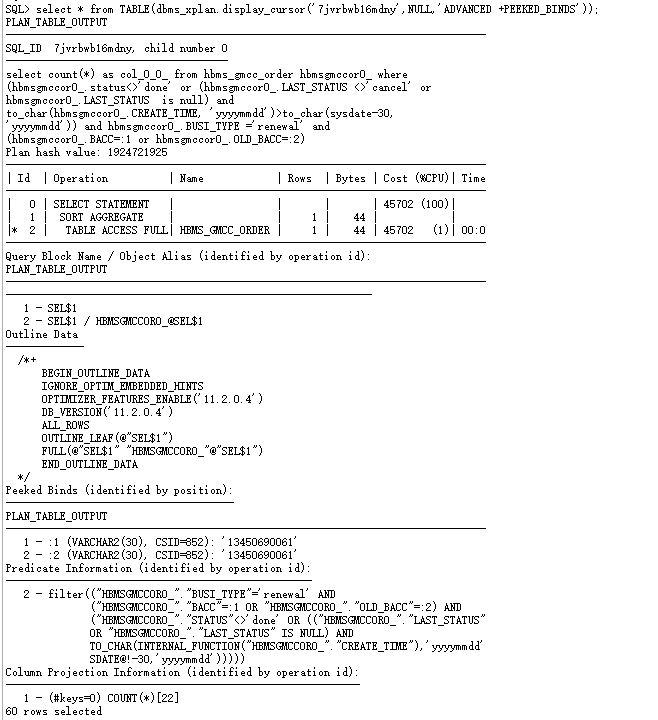 SQL> select * from TABLE(dbms_xplan.display_cursor('7jvrbwb16mdny',NULL,'ADVANCED +PEEKED_BINDS'));
PLAN_TABLE_OUTPUT
SQL_ID 7jvrbwb16mdny, child number 0
select count(*) as col_0_0_ from hbms_gmcc_order hbmsgmccor0_ where
(hbmsgmccor0_.status<>'done' or (hbmsgmccor0_.LAST_STATUS <>'cancel' or
hbmsgmccor0_.LAST_STATUS is null) and
to_char(hbmsgmccor0_.CREATE_TIME, 'yyyymmdd')>to_char(sysdate-30,
'yyyymmdd')) and hbmsgmccor0_.BUSI_TYPE ='renewal' and
(hbmsgmccor0_.BACC=:1 or hbmsgmccor0_.OLD_BACC=:2)
Plan hash value: 1924721925
| Id | Operation | Name | Rows | Bytes | Cost (%CPU)| Time
| 0 | SELECT STATEMENT | | | | 45702 (100)|
| 1 | SORT AGGREGATE | | 1 | 44 | |
|* 2 | TABLE ACCESS FULL| HBMS_GMCC_ORDER | 1 | 44 | 45702 (1)| 00:0
Query Block Name / Object Alias (identified by operation id):
PLAN_TABLE_OUTPUT
1 - SEL$1
2 - SEL$1 / HBMSGMCCOR0_@SEL$1
Outline Data
/*+
BEGIN_OUTLINE_DATA
IGNORE_OPTIM_EMBEDDED_HINTS
OPTIMIZER_FEATURES_ENABLE('11.2.0.4')
DB_VERSION('11.2.0.4')
ALL_ROWS
OUTLINE_LEAF(@"SEL$1")
FULL(@"SEL$1" "HBMSGMCCOR0_"@"SEL$1")
END_OUTLINE_DATA
*/
Peeked Binds (identified by position):
PLAN_TABLE_OUTPUT
1 - :1 (VARCHAR2(30), CSID=852): '13450690061'
2 - :2 (VARCHAR2(30), CSID=852): '13450690061'
Predicate Information (identified by operation id):
2 - filter(("HBMSGMCCOR0_"."BUSI_TYPE"='renewal' AND
("HBMSGMCCOR0_"."BACC"=:1 OR "HBMSGMCCOR0_"."OLD_BACC"=:2) AND
("HBMSGMCCOR0_"."STATUS"<>'done' OR (("HBMSGMCCOR0_"."LAST_STATUS"
OR "HBMSGMCCOR0_"."LAST_STATUS" IS NULL) AND
TO_CHAR(INTERNAL_FUNCTION("HBMSGMCCOR0_"."CREATE_TIME"),'yyyymmdd'
SDATE@!-30,'yyyymmdd')))))
Column Projection Information (identified by operation id):
1 - (#keys=0) COUNT(*)[22]
60 rows selected